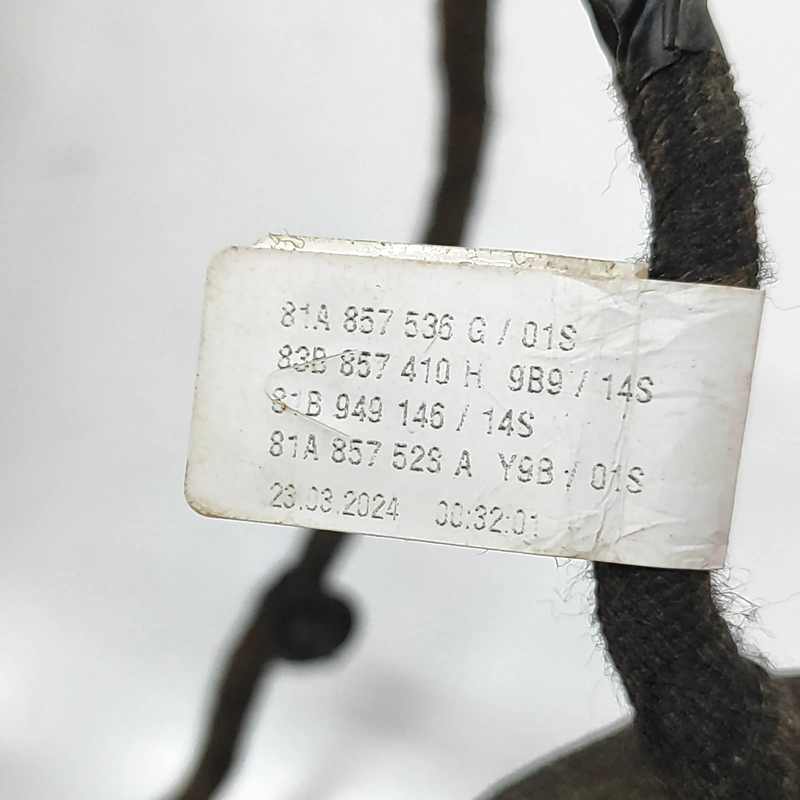 81A 857 536 G / 01S
83B 857 410 H 9B9 / 14S
81B 949 146 / 14S
81A 857 523 A Y9B / 01S
23.03.2024 00:32:01